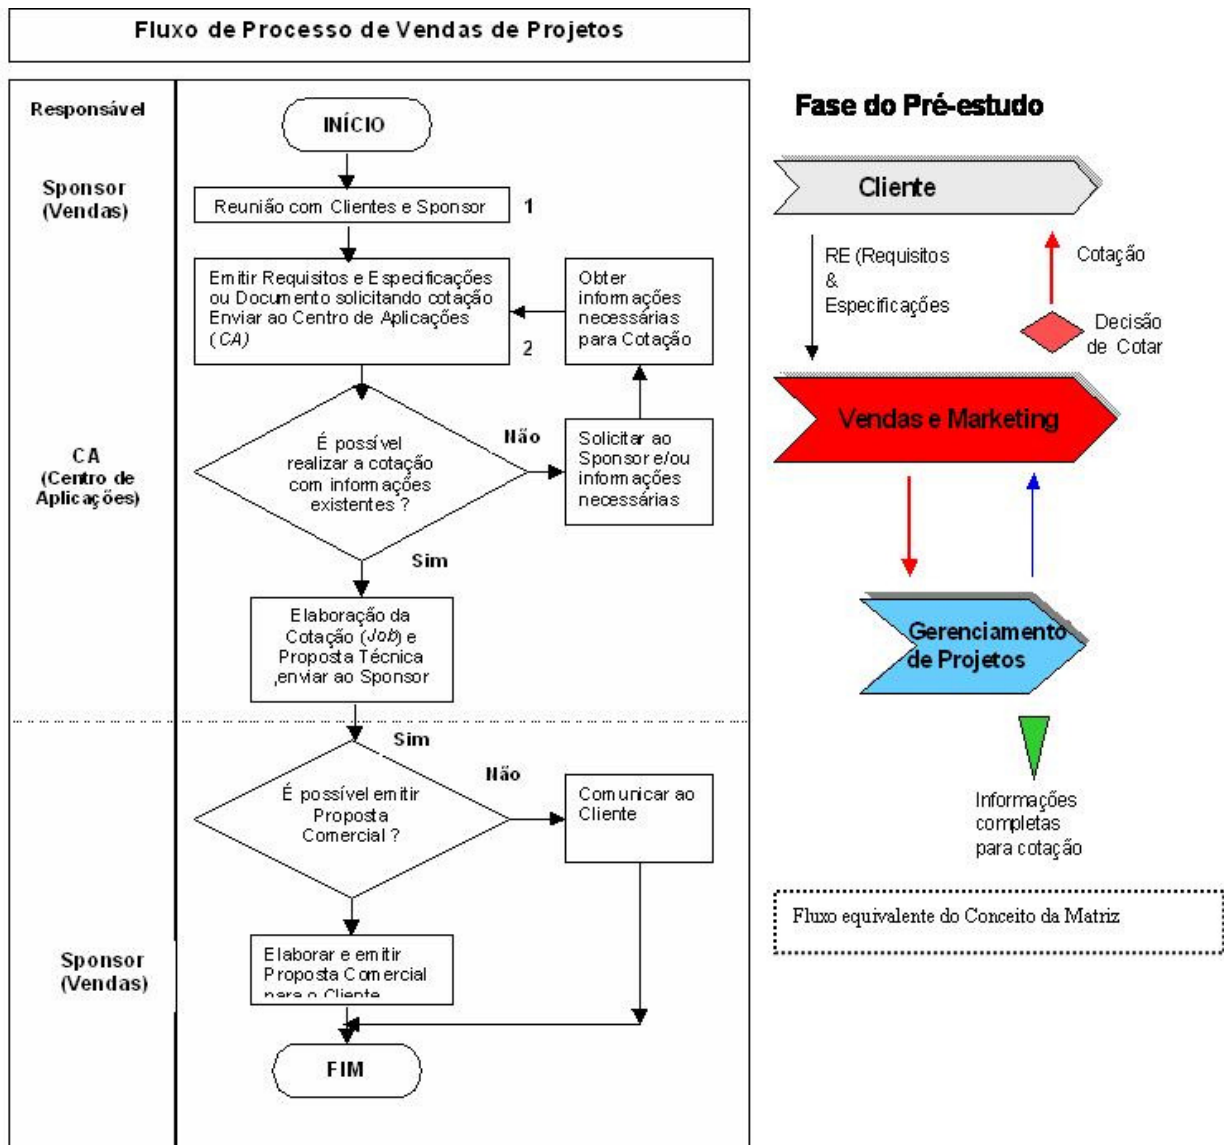 Fluxo de Processo de Vendas de Projetos
Responsável
Sponsor
(Vendas)
CA
(Centro de
Aplicações)
Sponsor
(Vendas)
INÍCIO
Reunião com Clientes e Sponsor
1
Emitir Requisitos e Especificações
ou Documento solicitando cotação
Enviar ao Centro de Aplicações
(CA)
2
Obter
informações
necessárias
para Cotação
É possível
realizar a cotação
com informações
existentes ?
Não
Solicitar ao
Sponsor e/ou
informações
necessárias
Sim
Elaboração da
Cotação (Job) e
Proposta Técnica
,enviar ao Sponsor
Sim
É possível emitir
Proposta
Comercial ?
Não
Comunicar ao
Cliente
Elaborar e emitir
Proposta Comercial
para o Cliente
FIM
Fase do Pré-estudo
Cliente
RE (Requisitos
&
Especificações
Cotação
Decisão
de Cotar
Vendas e Marketing
Gerenciamento
de Projetos
Informações
completas
para cotação
Fluxo equivalente do Conceito da Matriz